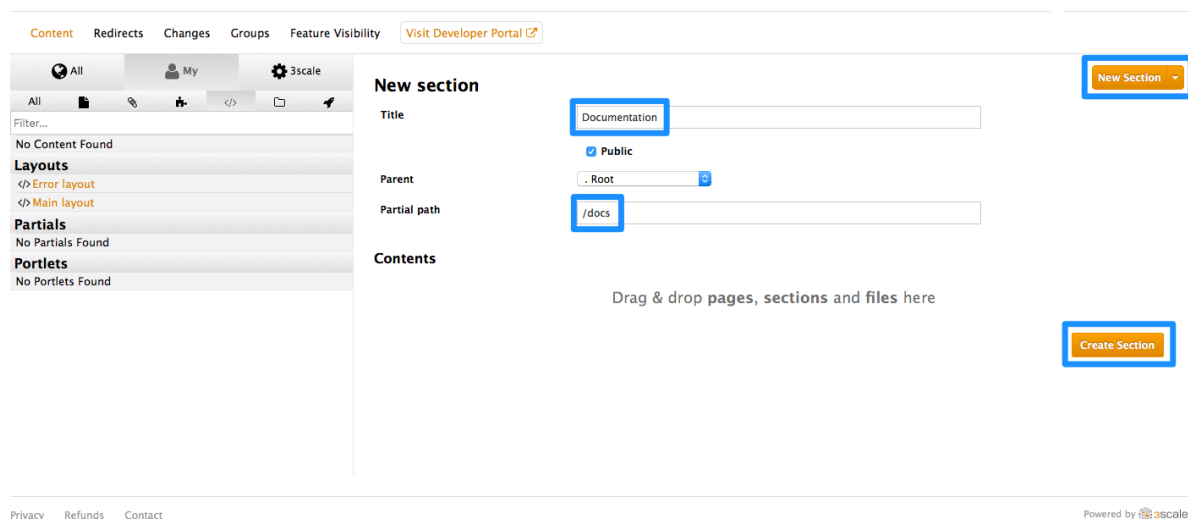 Content Redirects Changes Groups Feature Visibility Visit Developer Portal
All My 3scale
New Section
New section
All </>
Title
Documentation
Filter...
No Content Found
Public
Layouts
</> Error layout
Parent
. Root
</> Main layout
Partial path
/docs
Partials
No Partials Found
Portlets
Contents
No Portlets Found
Drag & drop pages, sections and files here
Create Section
Privacy Refunds Contact
Powered by 3scale